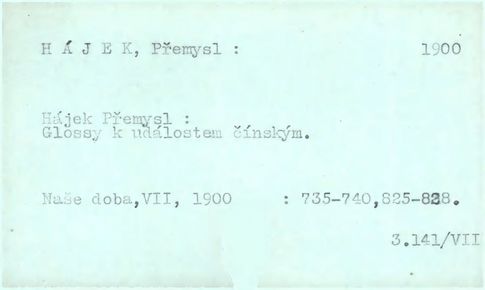 H Á J E K, Přemysl : 1900
Hájek Přemysl :
Glossy k událostem čínským.
Naše doba,VII, 1900 : 735-740,825-828.
3.141/VII